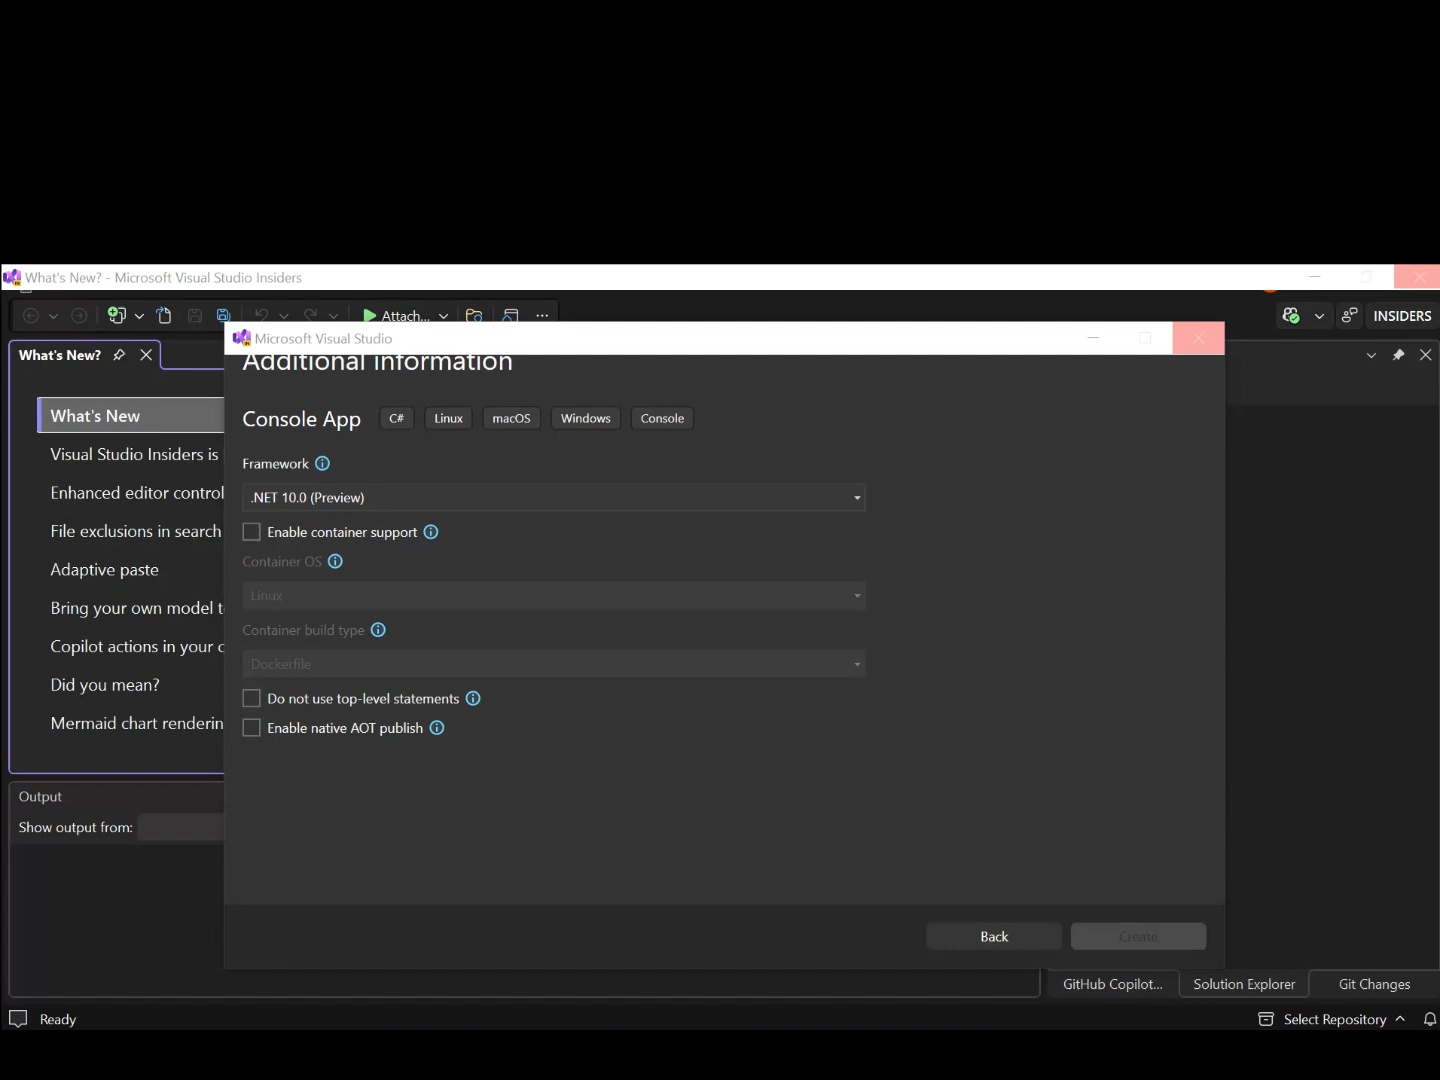 What's New? - Microsoft Visual Studio Insiders
Attach...
INSIDERS
What's New?
What's New
Visual Studio Insiders is
Enhanced editor control
File exclusions in search
Adaptive paste
Bring your own model t
Copilot actions in your c
Did you mean?
Mermaid chart renderin
Microsoft Visual Studio
Additional information
Console App C# Linux macOS Windows Console
Framework
.NET 10.0 (Preview)
Enable container support
Container OS
Linux
Container build type
Dockerfile
Do not use top-level statements
Enable native AOT publish
Back Create
Output
Show output from:
GitHub Copilot... Solution Explorer Git Changes
Ready
Select Repository